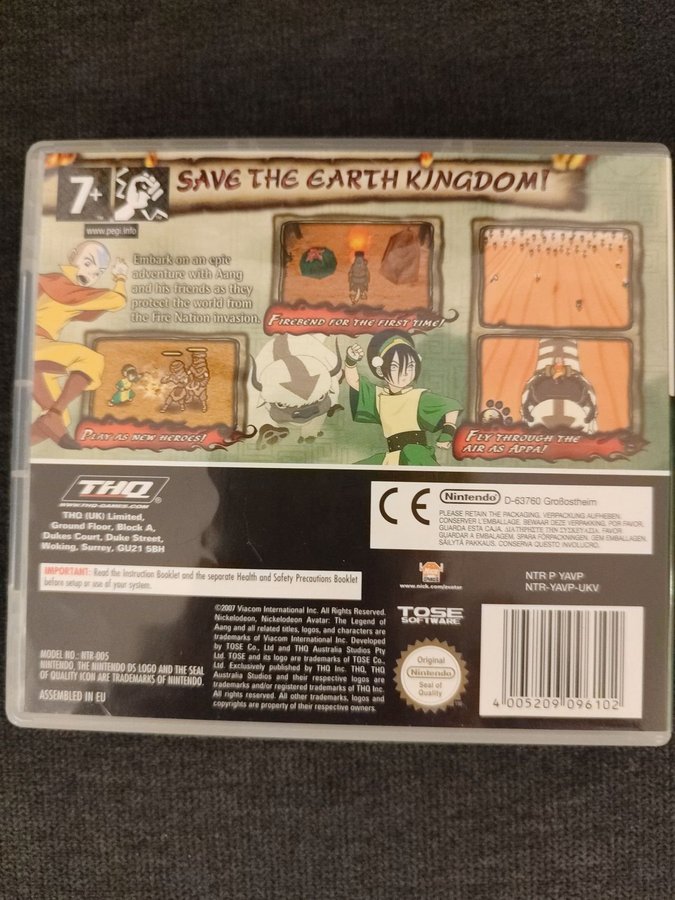 SAVE THE EARTH KINGDOM!
7+
www.pegi.info
Embark on an epic
adventure with Aang
and his friends as they
protect the world from
the Fire Nation invasion.
FIREBEND FOR THE FIRST TIME!
PLAY AS NEW HEROES!
FLY THROUGH THE
AIR AS APPA!
THQ
WWW.THQ-GAMES.COM
THQ (UK) Limited,
Ground Floor, Block A,
Dukes Court, Duke Street,
Woking, Surrey, GU21 5BH
CE Nintendo D-63760 Großostheim
PLEASE RETAIN THE PACKAGING. VERPACKUNG AUFHEBEN.
CONSERVER L'EMBALLAGE. BEWAAR DEZE VERPAKKING. POR FAVOR,
GUARDA ESTA CAJA. ΔΙΑΤΗΡΗΣΤΕ ΤΗΝ ΣΥΣΚΕΥΑΣΙΑ. FAVOR
GUARDAR A EMBALAGEM. SPARA FÖRPACKNINGEN. GEM EMBALLAGEN.
SÄILYTÄ PAKKAUS. CONSERVA QUESTO INVOLUCRO.
IMPORTANT: Read the Instruction Booklet and the separate Health and Safety Precautions Booklet
before setup or use of your system.
www.nick.com/avatar
NTR P YAVP
NTR-YAVP-UKV
©2007 Viacom International Inc. All Rights Reserved.
Nickelodeon, Nickelodeon Avatar: The Legend of
Aang and all related titles, logos, and characters are
trademarks of Viacom International Inc. Developed
by TOSE Co., Ltd and THQ Australia Studios Pty
Ltd. TOSE and its logo are trademarks of TOSE Co.,
Ltd. Exclusively published by THQ Inc. THQ, THQ
Australia Studios and their respective logos are
trademarks and/or registered trademarks of THQ Inc.
All rights reserved. All other trademarks, logos and
copyrights are property of their respective owners.
TOSE
SOFTWARE
Original
Nintendo
Seal of
Quality
MODEL NO.: NTR-005
NINTENDO, THE NINTENDO DS LOGO AND THE SEAL
OF QUALITY ICON ARE TRADEMARKS OF NINTENDO.
ASSEMBLED IN EU
4 005209 096102